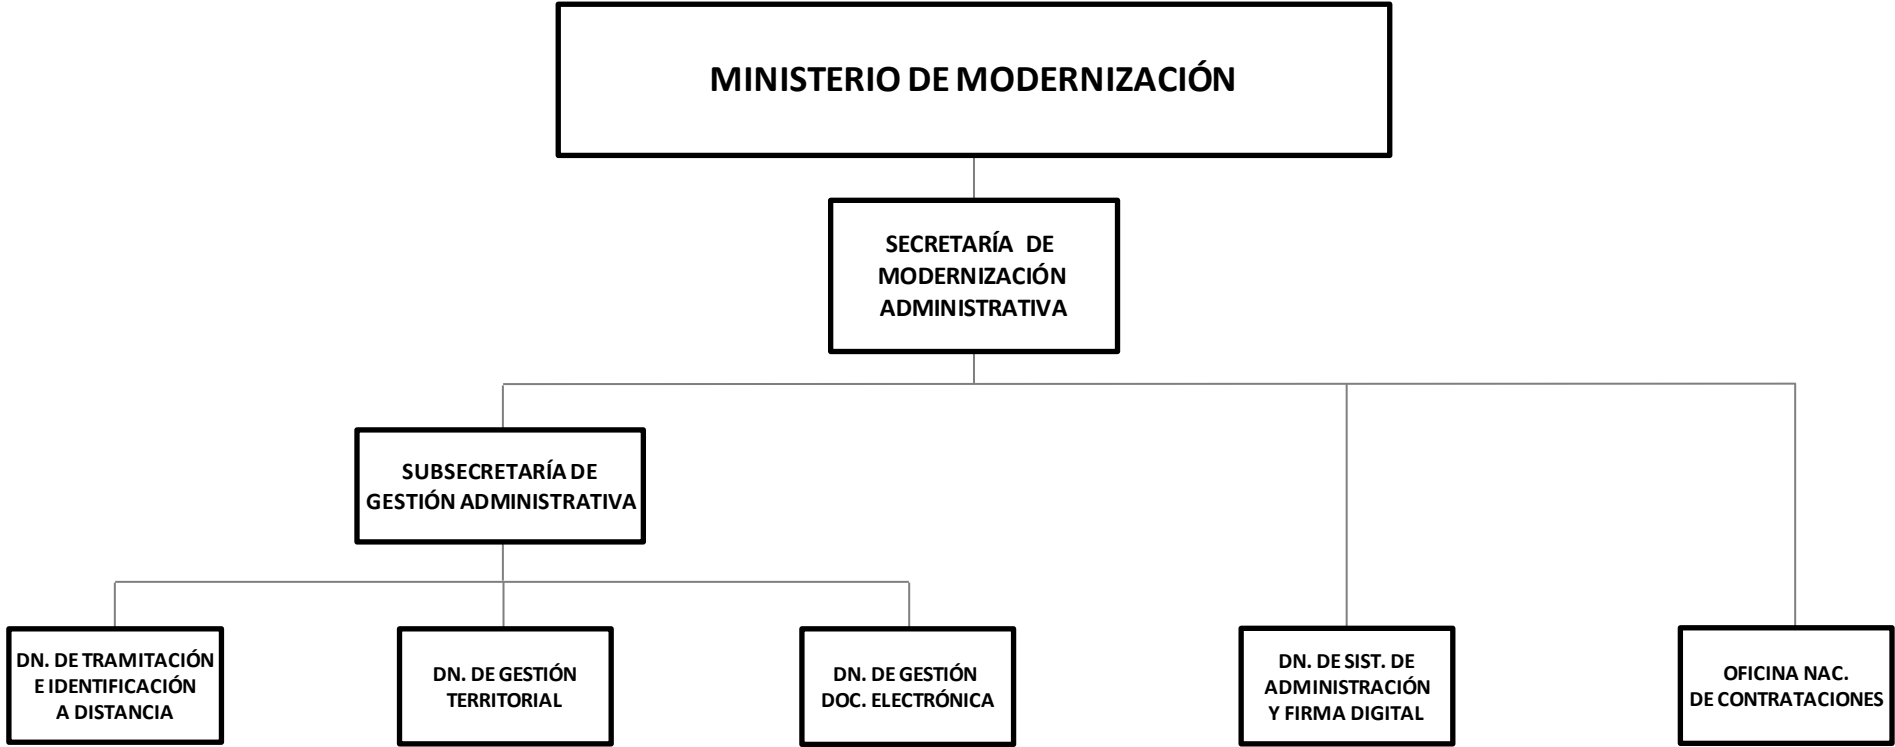 MINISTERIO DE MODERNIZACIÓN
SECRETARÍA DE
MODERNIZACIÓN
ADMINISTRATIVA
SUBSECRETARÍA DE
GESTIÓN ADMINISTRATIVA
DN. DE TRAMITACIÓN
E IDENTIFICACIÓN
A DISTANCIA
DN. DE GESTIÓN
TERRITORIAL
DN. DE GESTIÓN
DOC. ELECTRÓNICA
DN. DE SIST. DE
ADMINISTRACIÓN
Y FIRMA DIGITAL
OFICINA NAC.
DE CONTRATACIONES